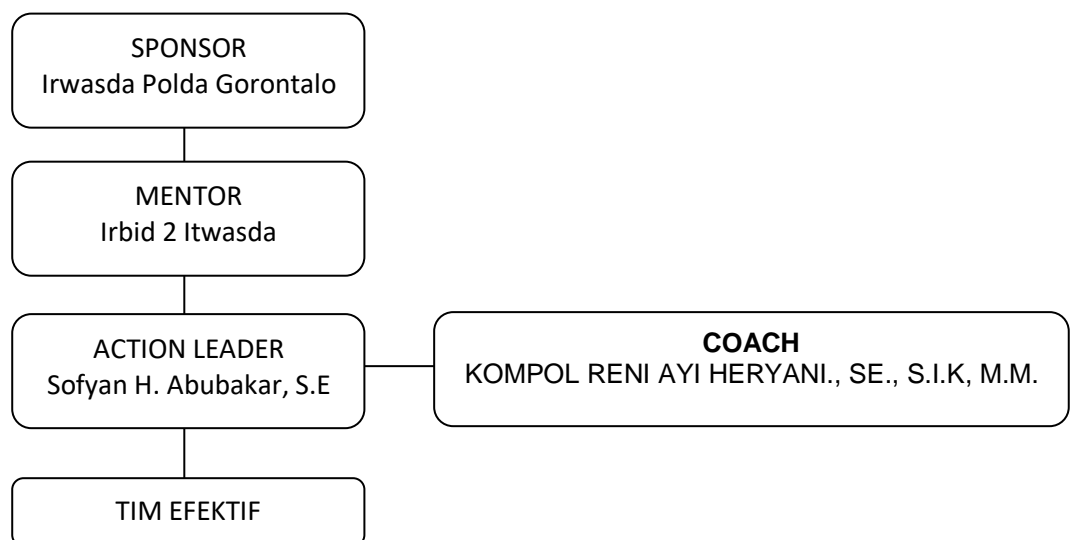 SPONSOR
Irwasda Polda Gorontalo
MENTOR
Irbid 2 Itwasda
ACTION LEADER
Sofyan H. Abubakar, S.E
COACH
KOMPOL RENI AYI HERYANI., SE., S.I.K, M.M.
TIM EFEKTIF